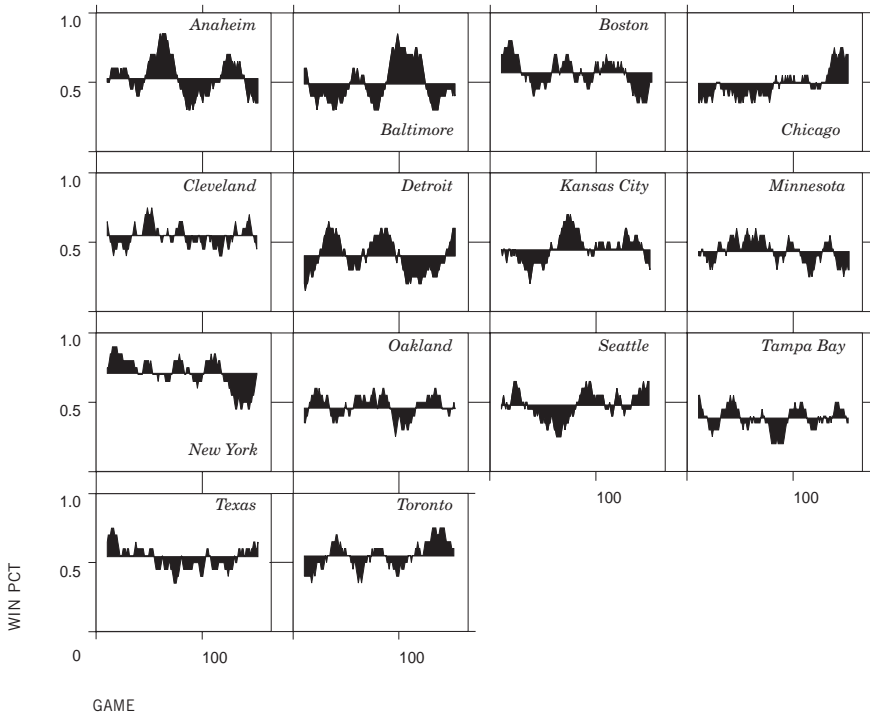 1.0
Anaheim
Boston
0.5
Baltimore
Chicago
1.0
Cleveland
Detroit
Kansas City
Minnesota
0.5
1.0
Oakland
Seattle
Tampa Bay
0.5
New York
100
100
1.0
Texas
Toronto
0.5
WIN PCT
0
100
100
GAME